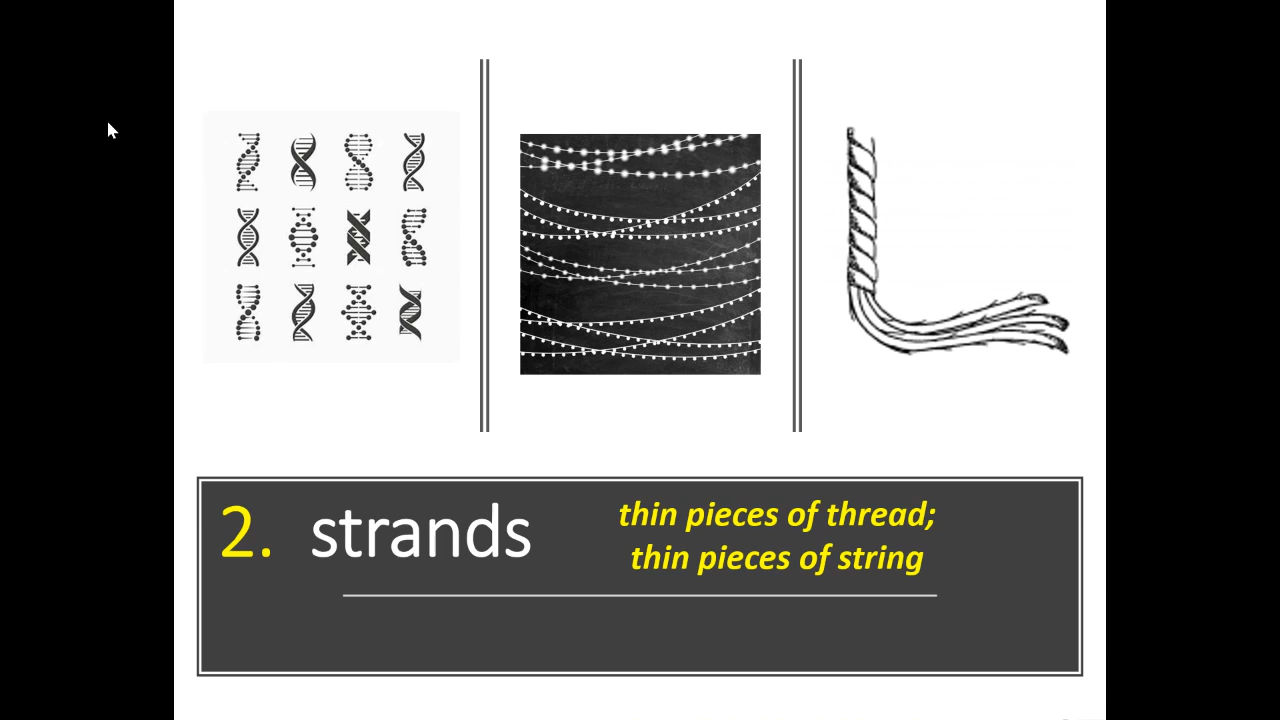 2. strands
thin pieces of thread;
thin pieces of string